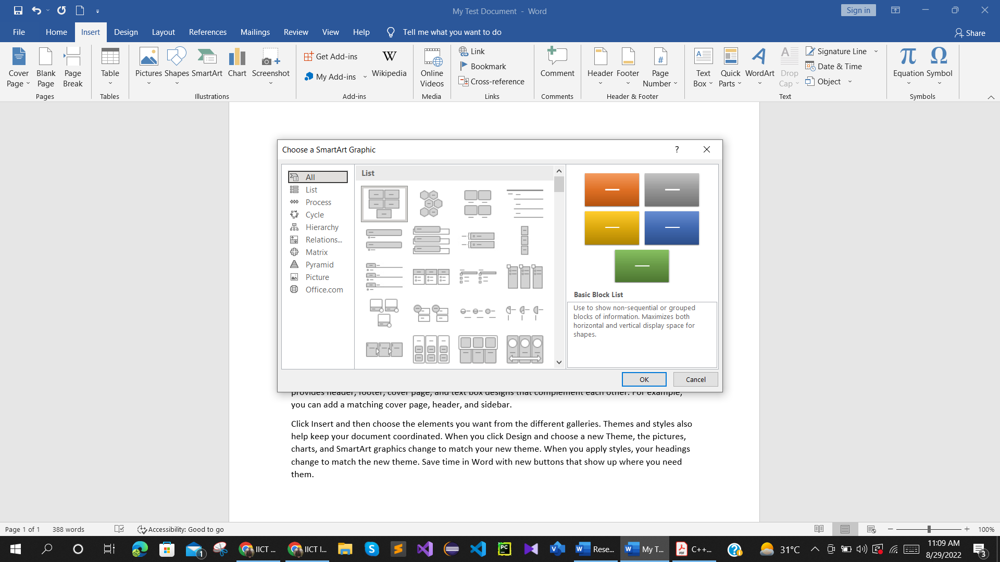 My Test Document - Word
Sign in
File Home Insert Design Layout References Mailings Review View Help Tell me what you want to do Share
Cover Page
Blank Page
Page Break
Pages
Table
Tables
Pictures Shapes SmartArt Chart Screenshot
Illustrations
Get Add-ins
My Add-ins
Wikipedia
Add-ins
Online Videos
Media
Link
Bookmark
Cross-reference
Links
Comment
Comments
Header Footer
Page Number
Header & Footer
Text Box
Quick Parts
WordArt
Drop Cap
Signature Line
Date & Time
Object
Text
Equation Symbol
Symbols
Choose a SmartArt Graphic ?
All
List
Process
Cycle
Hierarchy
Relations...
Matrix
Pyramid
Picture
Office.com
List
Basic Block List
Use to show non-sequential or grouped
blocks of information. Maximizes both
horizontal and vertical display space for
shapes.
OK Cancel
provides header, footer, cover page, and text box designs that complement each other. For example,
you can add a matching cover page, header, and sidebar.
Click Insert and then choose the elements you want from the different galleries. Themes and styles also
help keep your document coordinated. When you click Design and choose a new Theme, the pictures,
charts, and SmartArt graphics change to match your new theme. When you apply styles, your headings
change to match the new theme. Save time in Word with new buttons that show up where you need
them.
Page 1 of 1 388 words Accessibility: Good to go 100%
1 IICT ... IICT I... Rese... My T... C++... 31°C
11:09 AM
8/29/2022
3